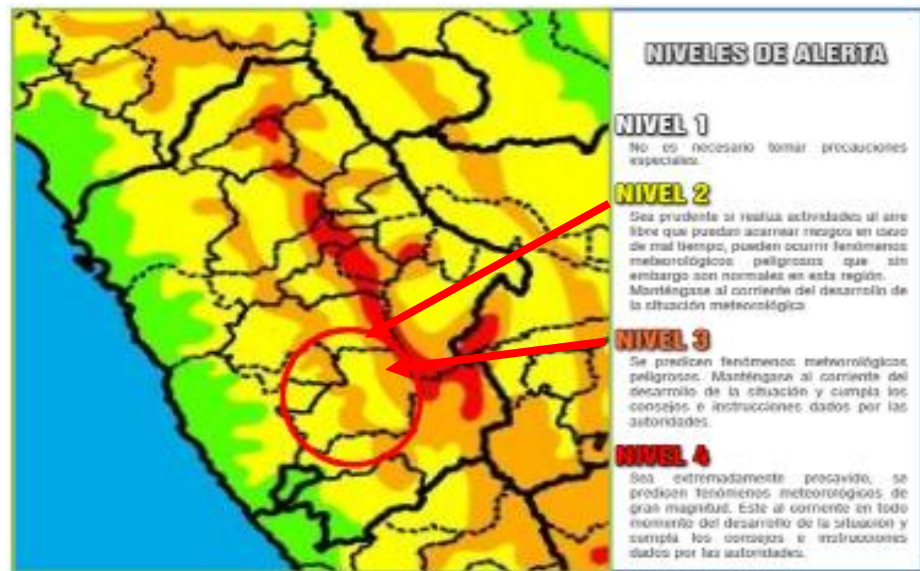 NIVELES DE ALERTA
NIVEL 1
No es necesario tomar precauciones
especiales.
NIVEL 2
Sea prudente si realiza actividades al aire
libre que puedan acarrear riesgos en caso
de mal tiempo, pueden ocurrir fenómenos
meteorológicos peligrosos que sin
embargo son normales en esta región.
Manténgase al corriente del desarrollo de
la situación meteorológica
NIVEL 3
Se predicen fenómenos meteorológicos
peligrosos. Manténgase al corriente del
desarrollo de la situación y cumpla los
consejos e instrucciones dados por las
autoridades.
NIVEL 4
Sea extremadamente precavido, se
predicen fenómenos meteorológicos de
gran magnitud. Este al corriente en todo
momento del desarrollo de la situación y
cumpla los consejos e instrucciones
dados por las autoridades.